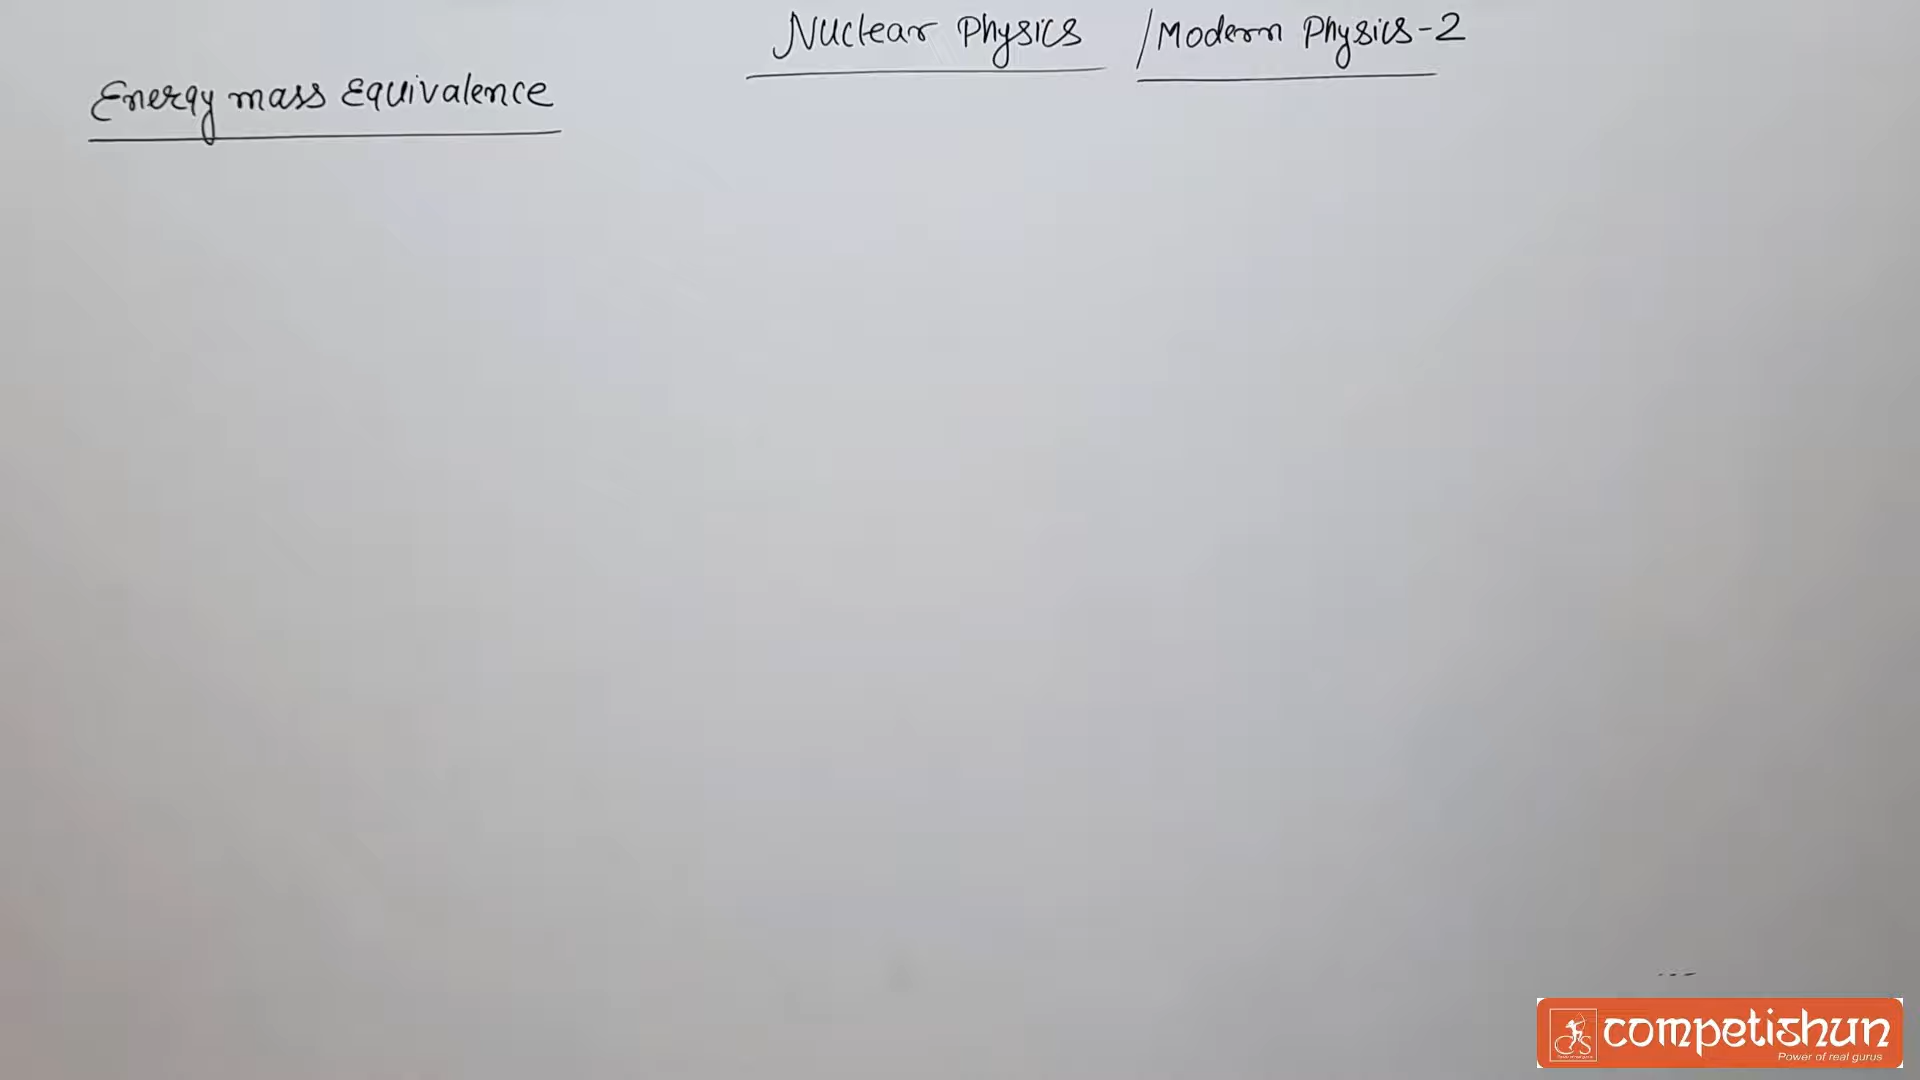 Nuclear Physics /Modern Physics-2
Energy mass Equivalence
competishun
Power of real gurus